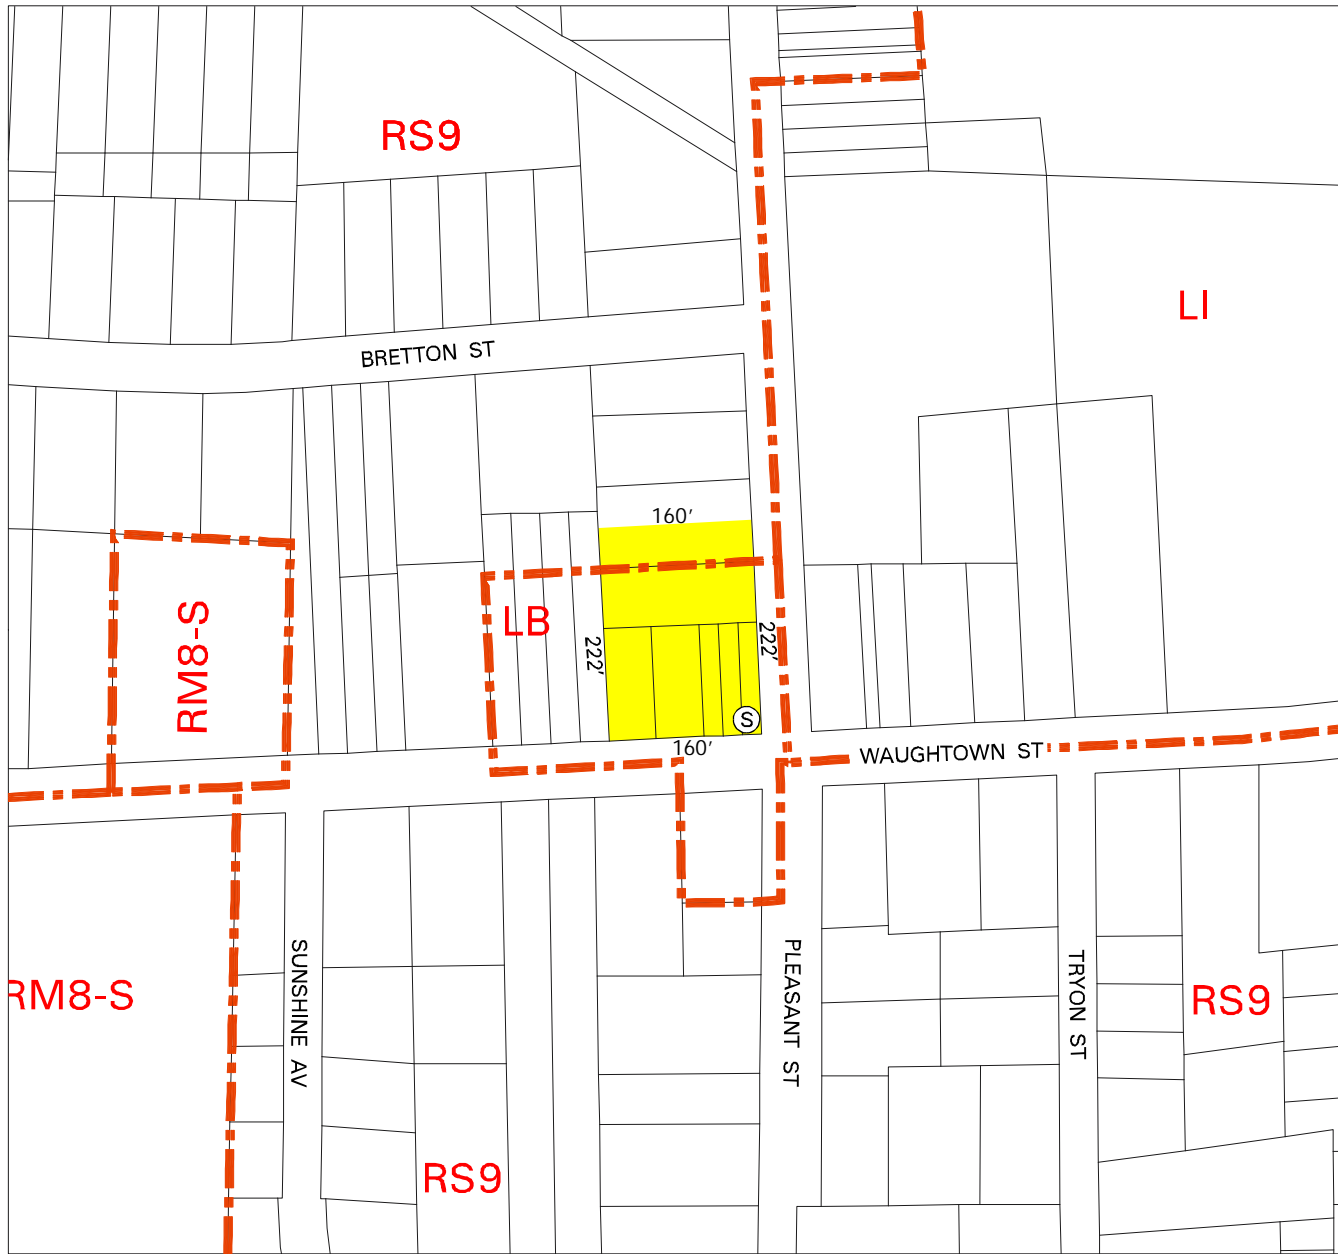 RS9
LI
BRETTON ST
160'
RM8-S
LB
222'
222'
S
160'
WAUGHTOWN ST
RM8-S
SUNSHINE AV
PLEASANT ST
TRYON ST
RS9
RS9